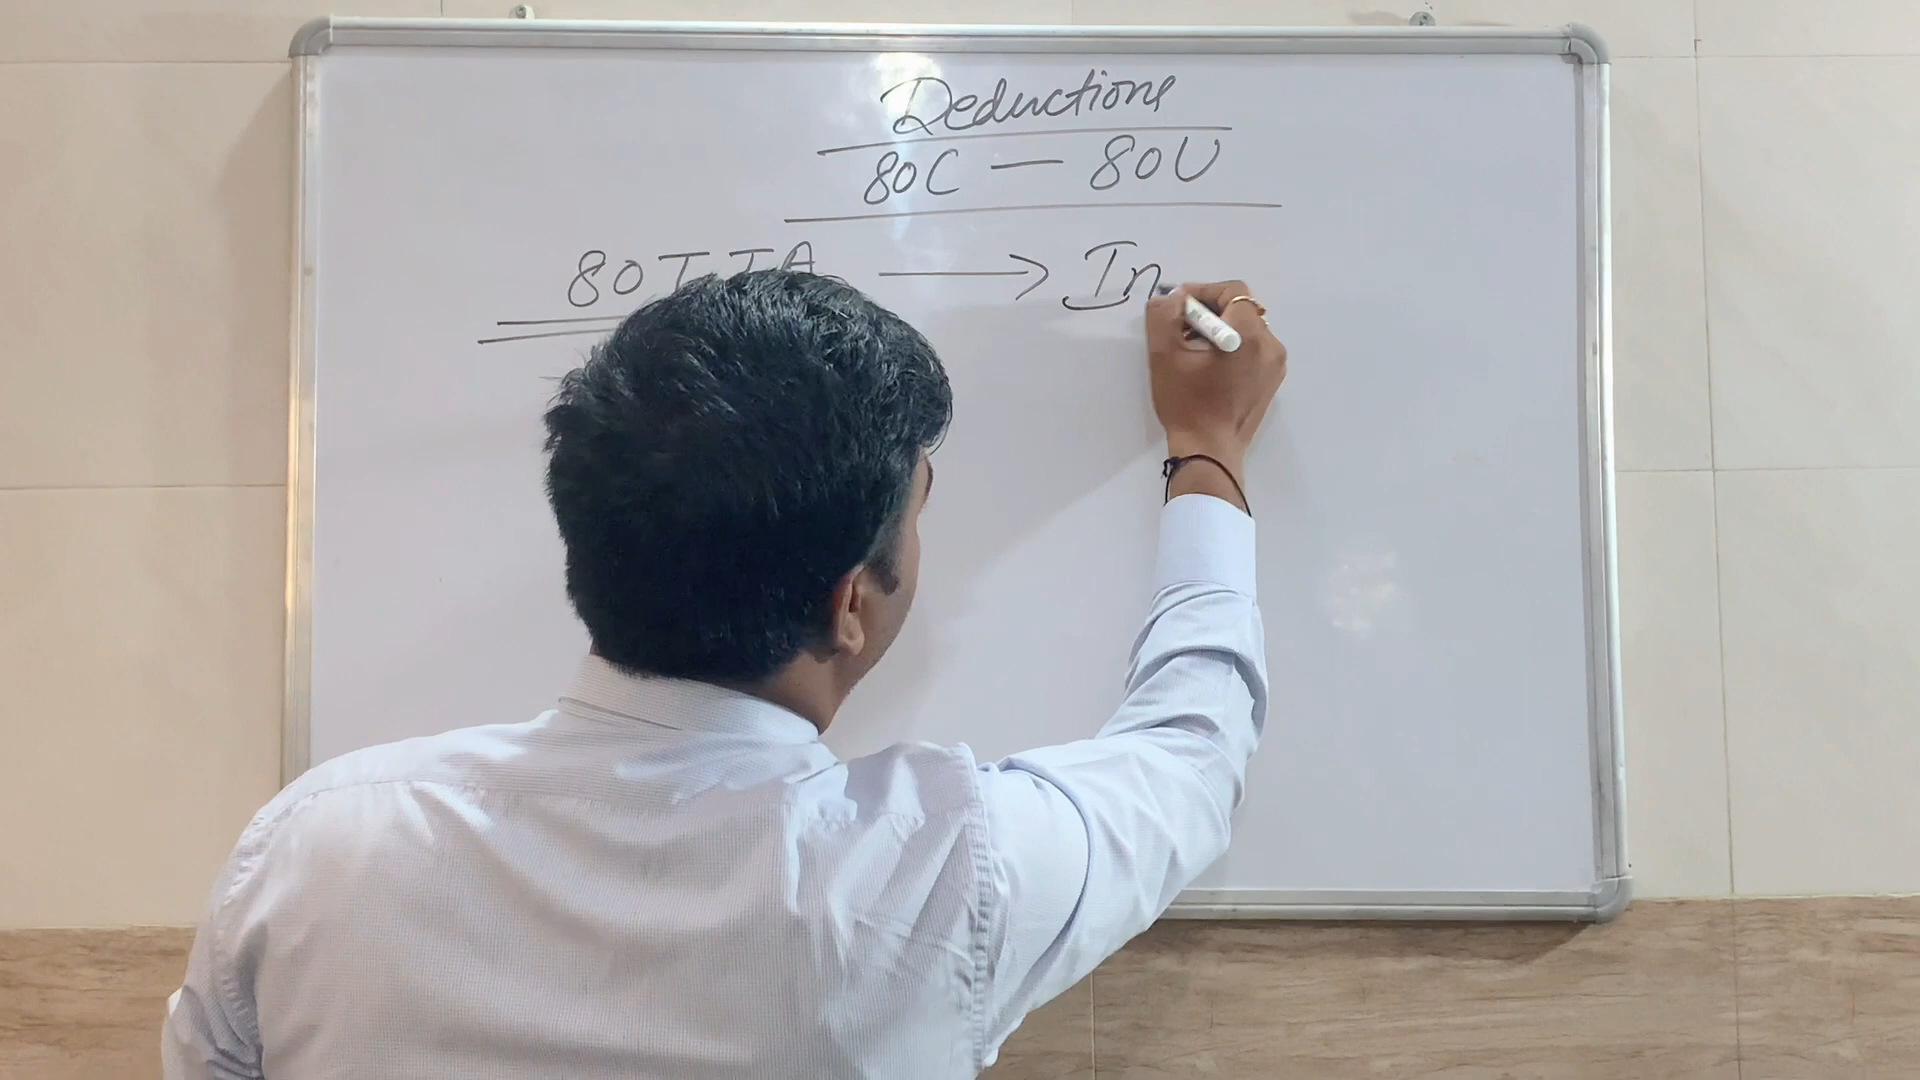 Deductions
80C — 80U
80TTA → In